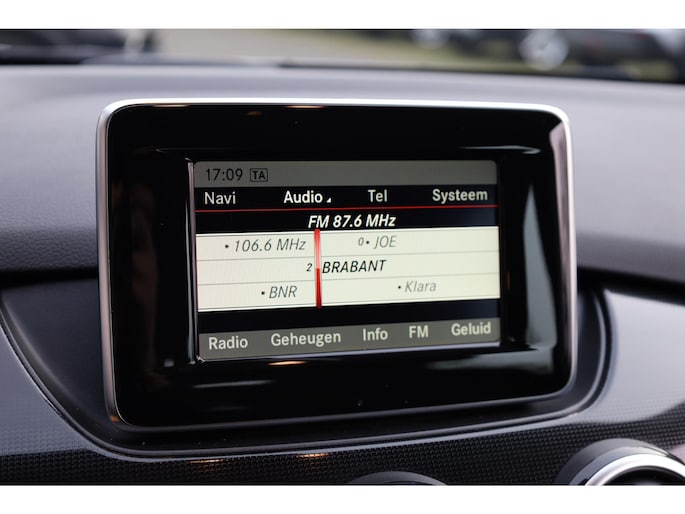 17:09 TA
Navi Audio Tel Systeem
FM 87.6 MHz
• 106.6 MHz 0• JOE
2 BRABANT
• BNR • Klara
Radio Geheugen Info FM Geluid